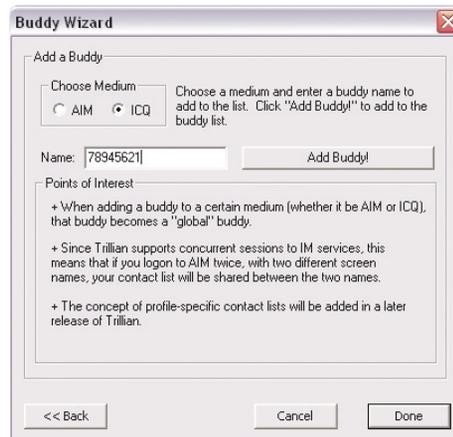 Buddy Wizard
Add a Buddy
Choose Medium
AIM ICQ
Choose a medium and enter a buddy name to
add to the list. Click "Add Buddy!" to add to the
buddy list.
Name: 78945621 Add Buddy!
Points of Interest
+ When adding a buddy to a certain medium (whether it be AIM or ICQ),
that buddy becomes a "global" buddy.
+ Since Trillian supports concurrent sessions to IM services, this
means that if you logon to AIM twice, with two different screen
names, your contact list will be shared between the two names.
+ The concept of profile-specific contact lists will be added in a later
release of Trillian.
<< Back Cancel Done